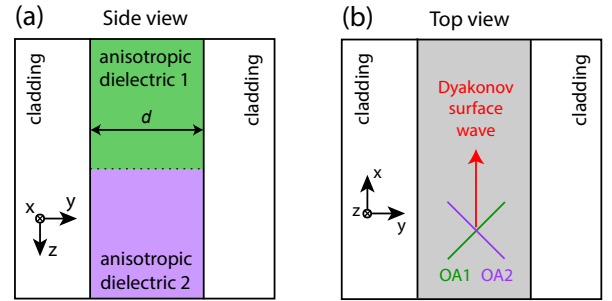 (a)
Side view
cladding
anisotropic
dielectric 1
d
cladding
x
y
z
anisotropic
dielectric 2
(b)
Top view
cladding
Dyakonov
surface
wave
cladding
x
z
y
OA1
OA2